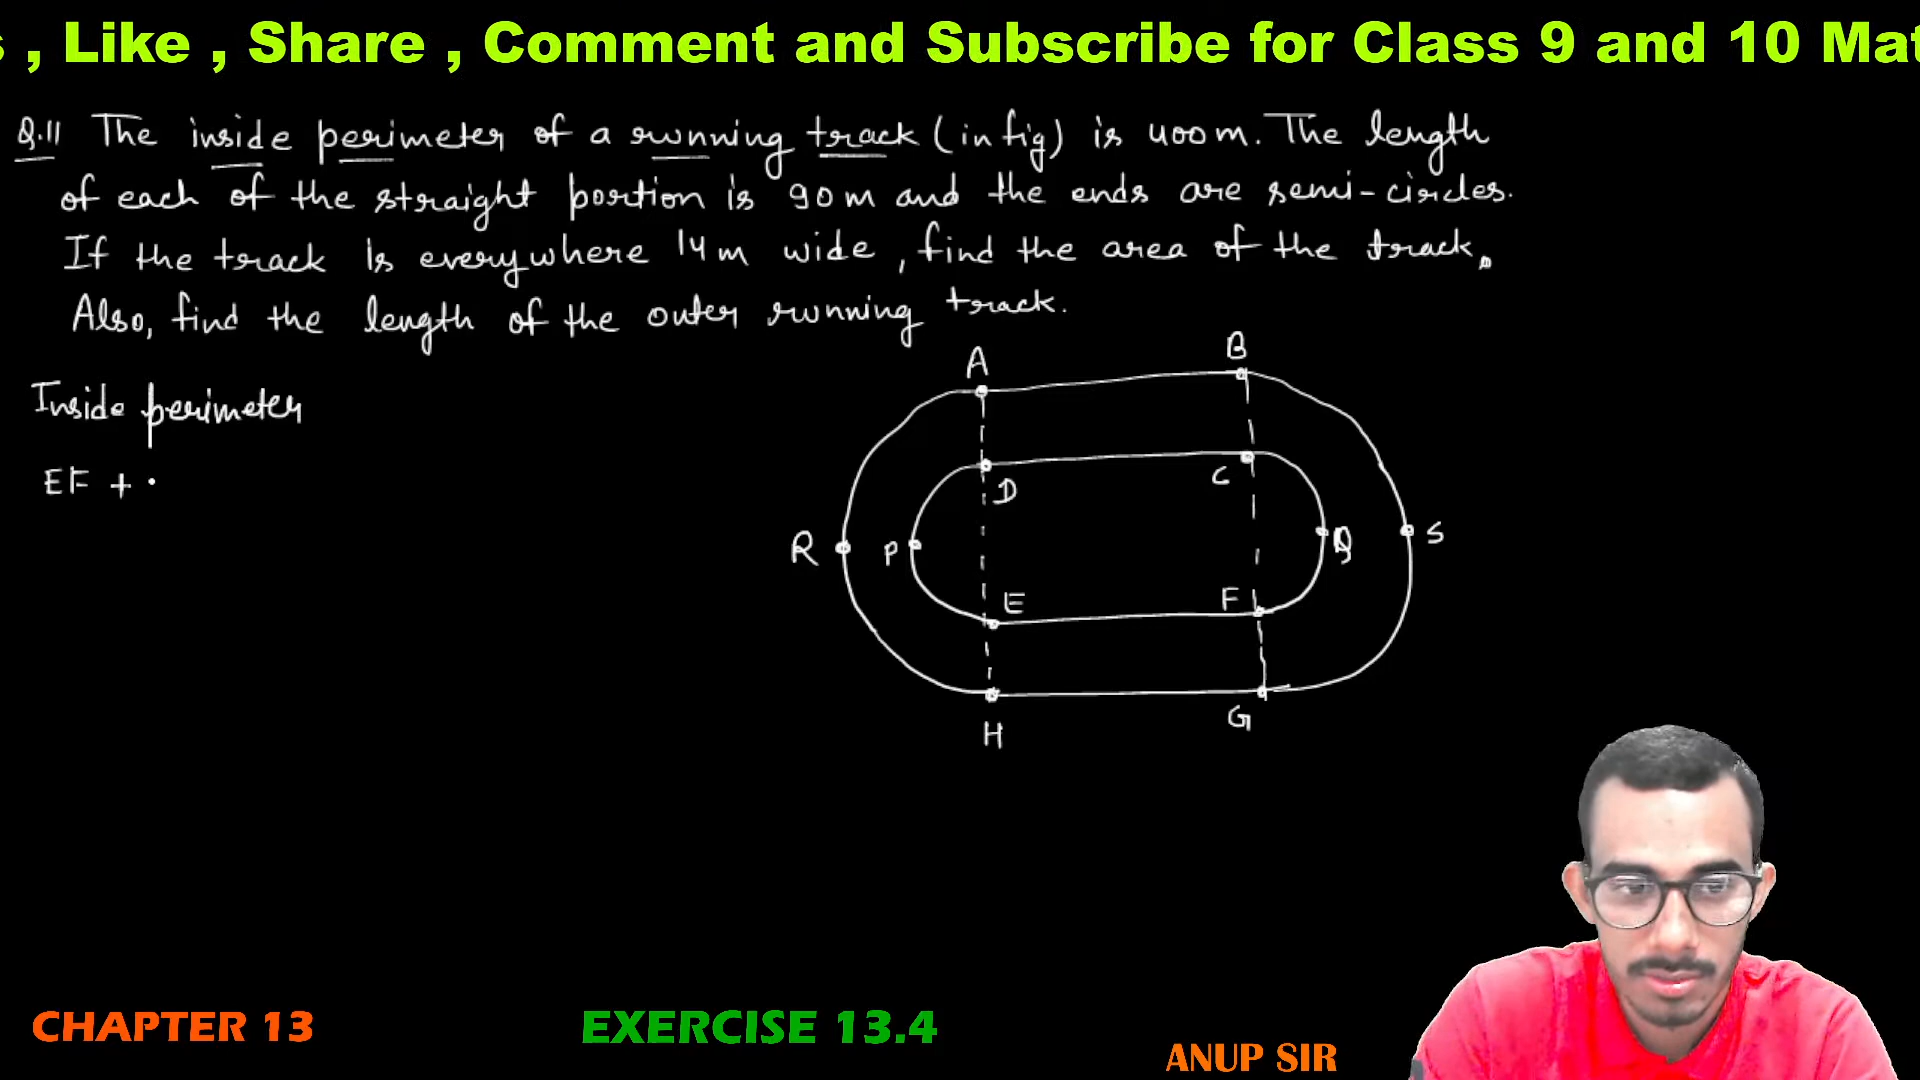 , Like , Share , Comment and Subscribe for Class 9 and 10
Q.11 The inside perimeter of a running track (in fig) is 400 m. The length
of each of the straight portion is 90 m and the ends are semi-circles.
If the track is everywhere 14 m wide, find the area of the track.
Also, find the length of the outer running track.
Inside perimeter
EF + .
A
B
D
C
R
P
Q
S
E
F
H
G
CHAPTER 13
EXERCISE 13.4
ANUP SIR